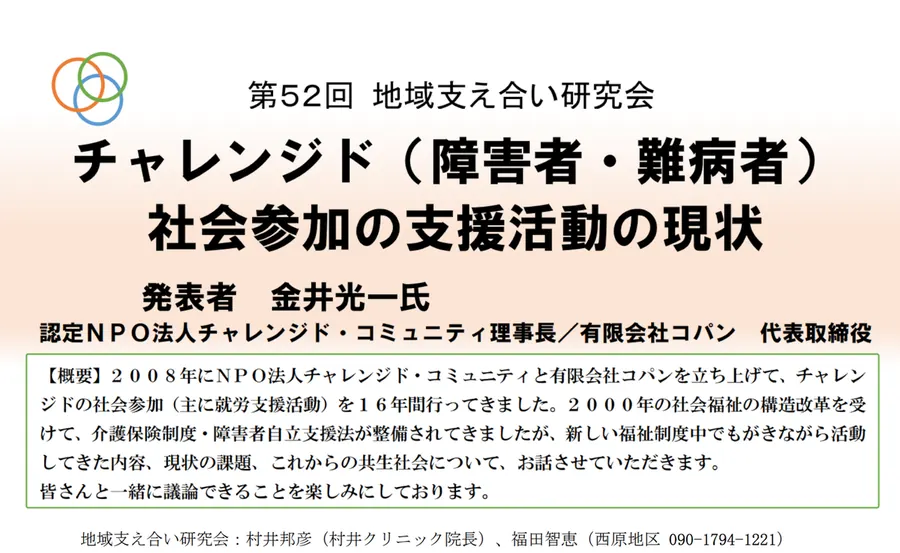 第52回 地域支え合い研究会
チャレンジド（障害者・難病者）
社会参加の支援活動の現状
発表者　金井光一氏
認定ＮＰＯ法人チャレンジド・コミュニティ理事長／有限会社コパン　代表取締役
【概要】２００８年にＮＰＯ法人チャレンジド・コミュニティと有限会社コパンを立ち上げて、チャレン
ジドの社会参加（主に就労支援活動）を１６年間行ってきました。２０００年の社会福祉の構造改革を受
けて、介護保険制度・障害者自立支援法が整備されてきましたが、新しい福祉制度中でもがきながら活動
してきた内容、現状の課題、これからの共生社会について、お話させていただきます。
皆さんと一緒に議論できることを楽しみにしております。
地域支え合い研究会：村井邦彦（村井クリニック院長）、福田智恵（西原地区 090-1794-1221）